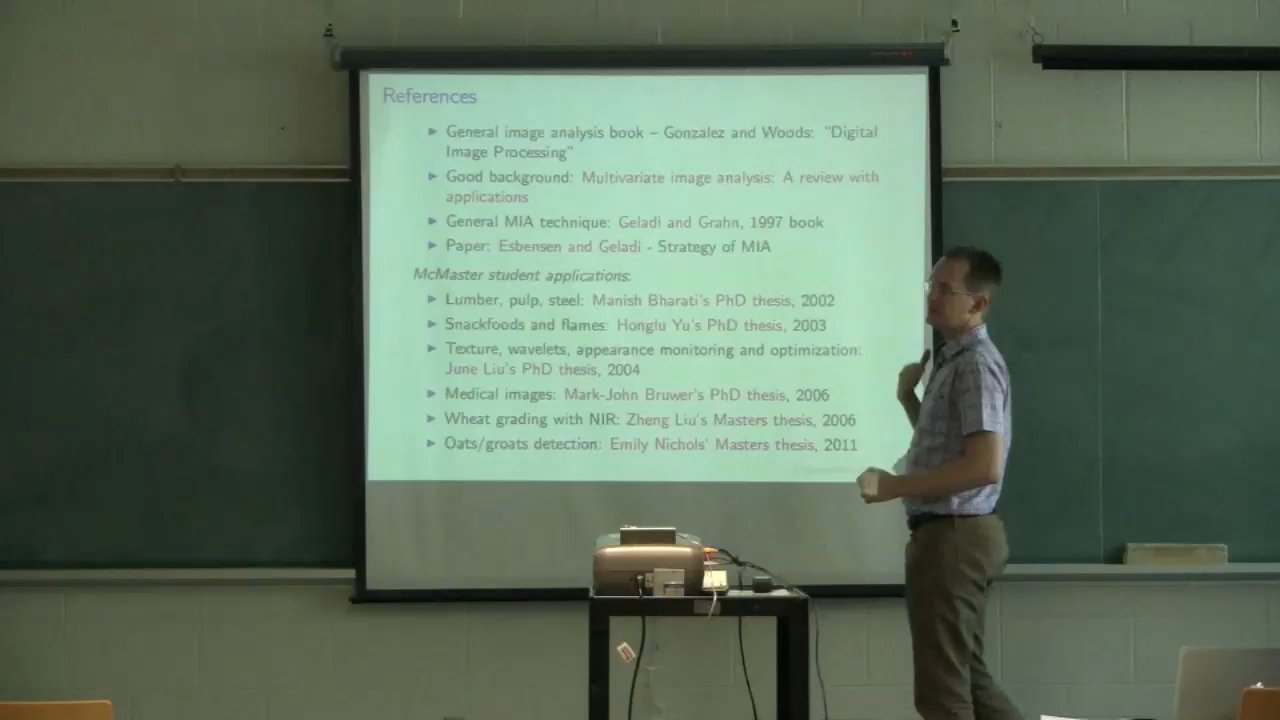 References
► General image analysis book – Gonzalez and Woods: "Digital
Image Processing"
► Good background: Multivariate image analysis: A review with
applications
► General MIA technique: Geladi and Grahn, 1997 book
► Paper: Esbensen and Geladi - Strategy of MIA
McMaster student applications:
► Lumber, pulp, steel: Manish Bharati's PhD thesis, 2002
► Snackfoods and flames: Honglu Yu's PhD thesis, 2003
► Texture, wavelets, appearance monitoring and optimization:
June Liu's PhD thesis, 2004
► Medical images: Mark-John Bruwer's PhD thesis, 2006
► Wheat grading with NIR: Zheng Liu's Masters thesis, 2006
► Oats/groats detection: Emily Nichols' Masters thesis, 2011